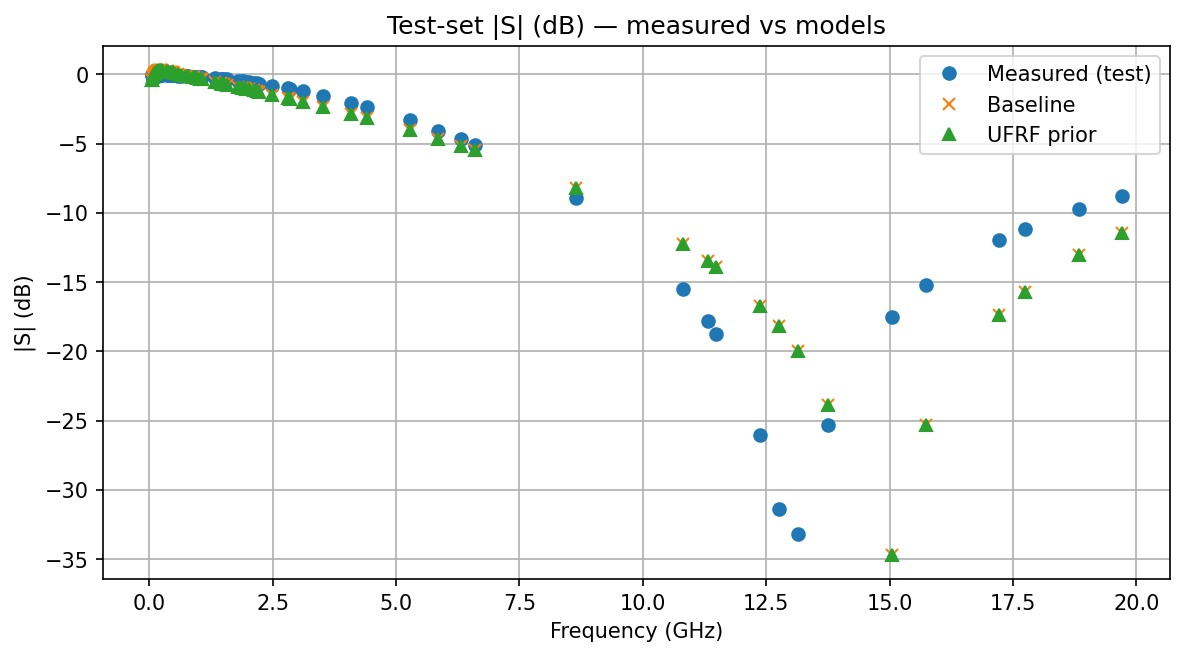 Test-set |S| (dB) — measured vs models
Measured (test)
Baseline
UFRF prior
0
−5
−10
−15
−20
−25
−30
−35
|S| (dB)
0.0 2.5 5.0 7.5 10.0 12.5 15.0 17.5 20.0
Frequency (GHz)